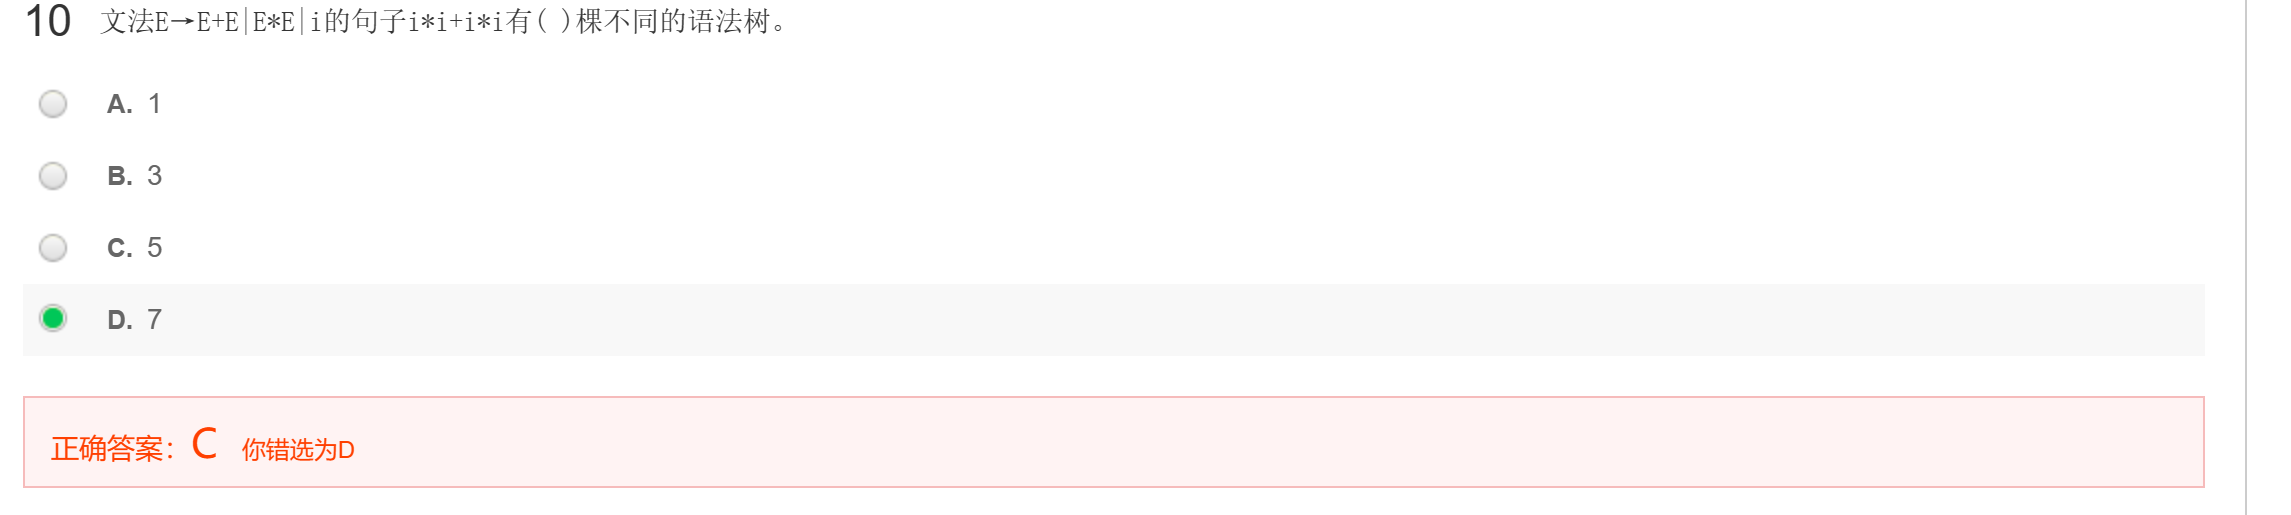 10 文法E→E+E|E*E|i的句子i*i+i*i有( )棵不同的语法树。
A. 1
B. 3
C. 5
D. 7
正确答案：C 你错选为D